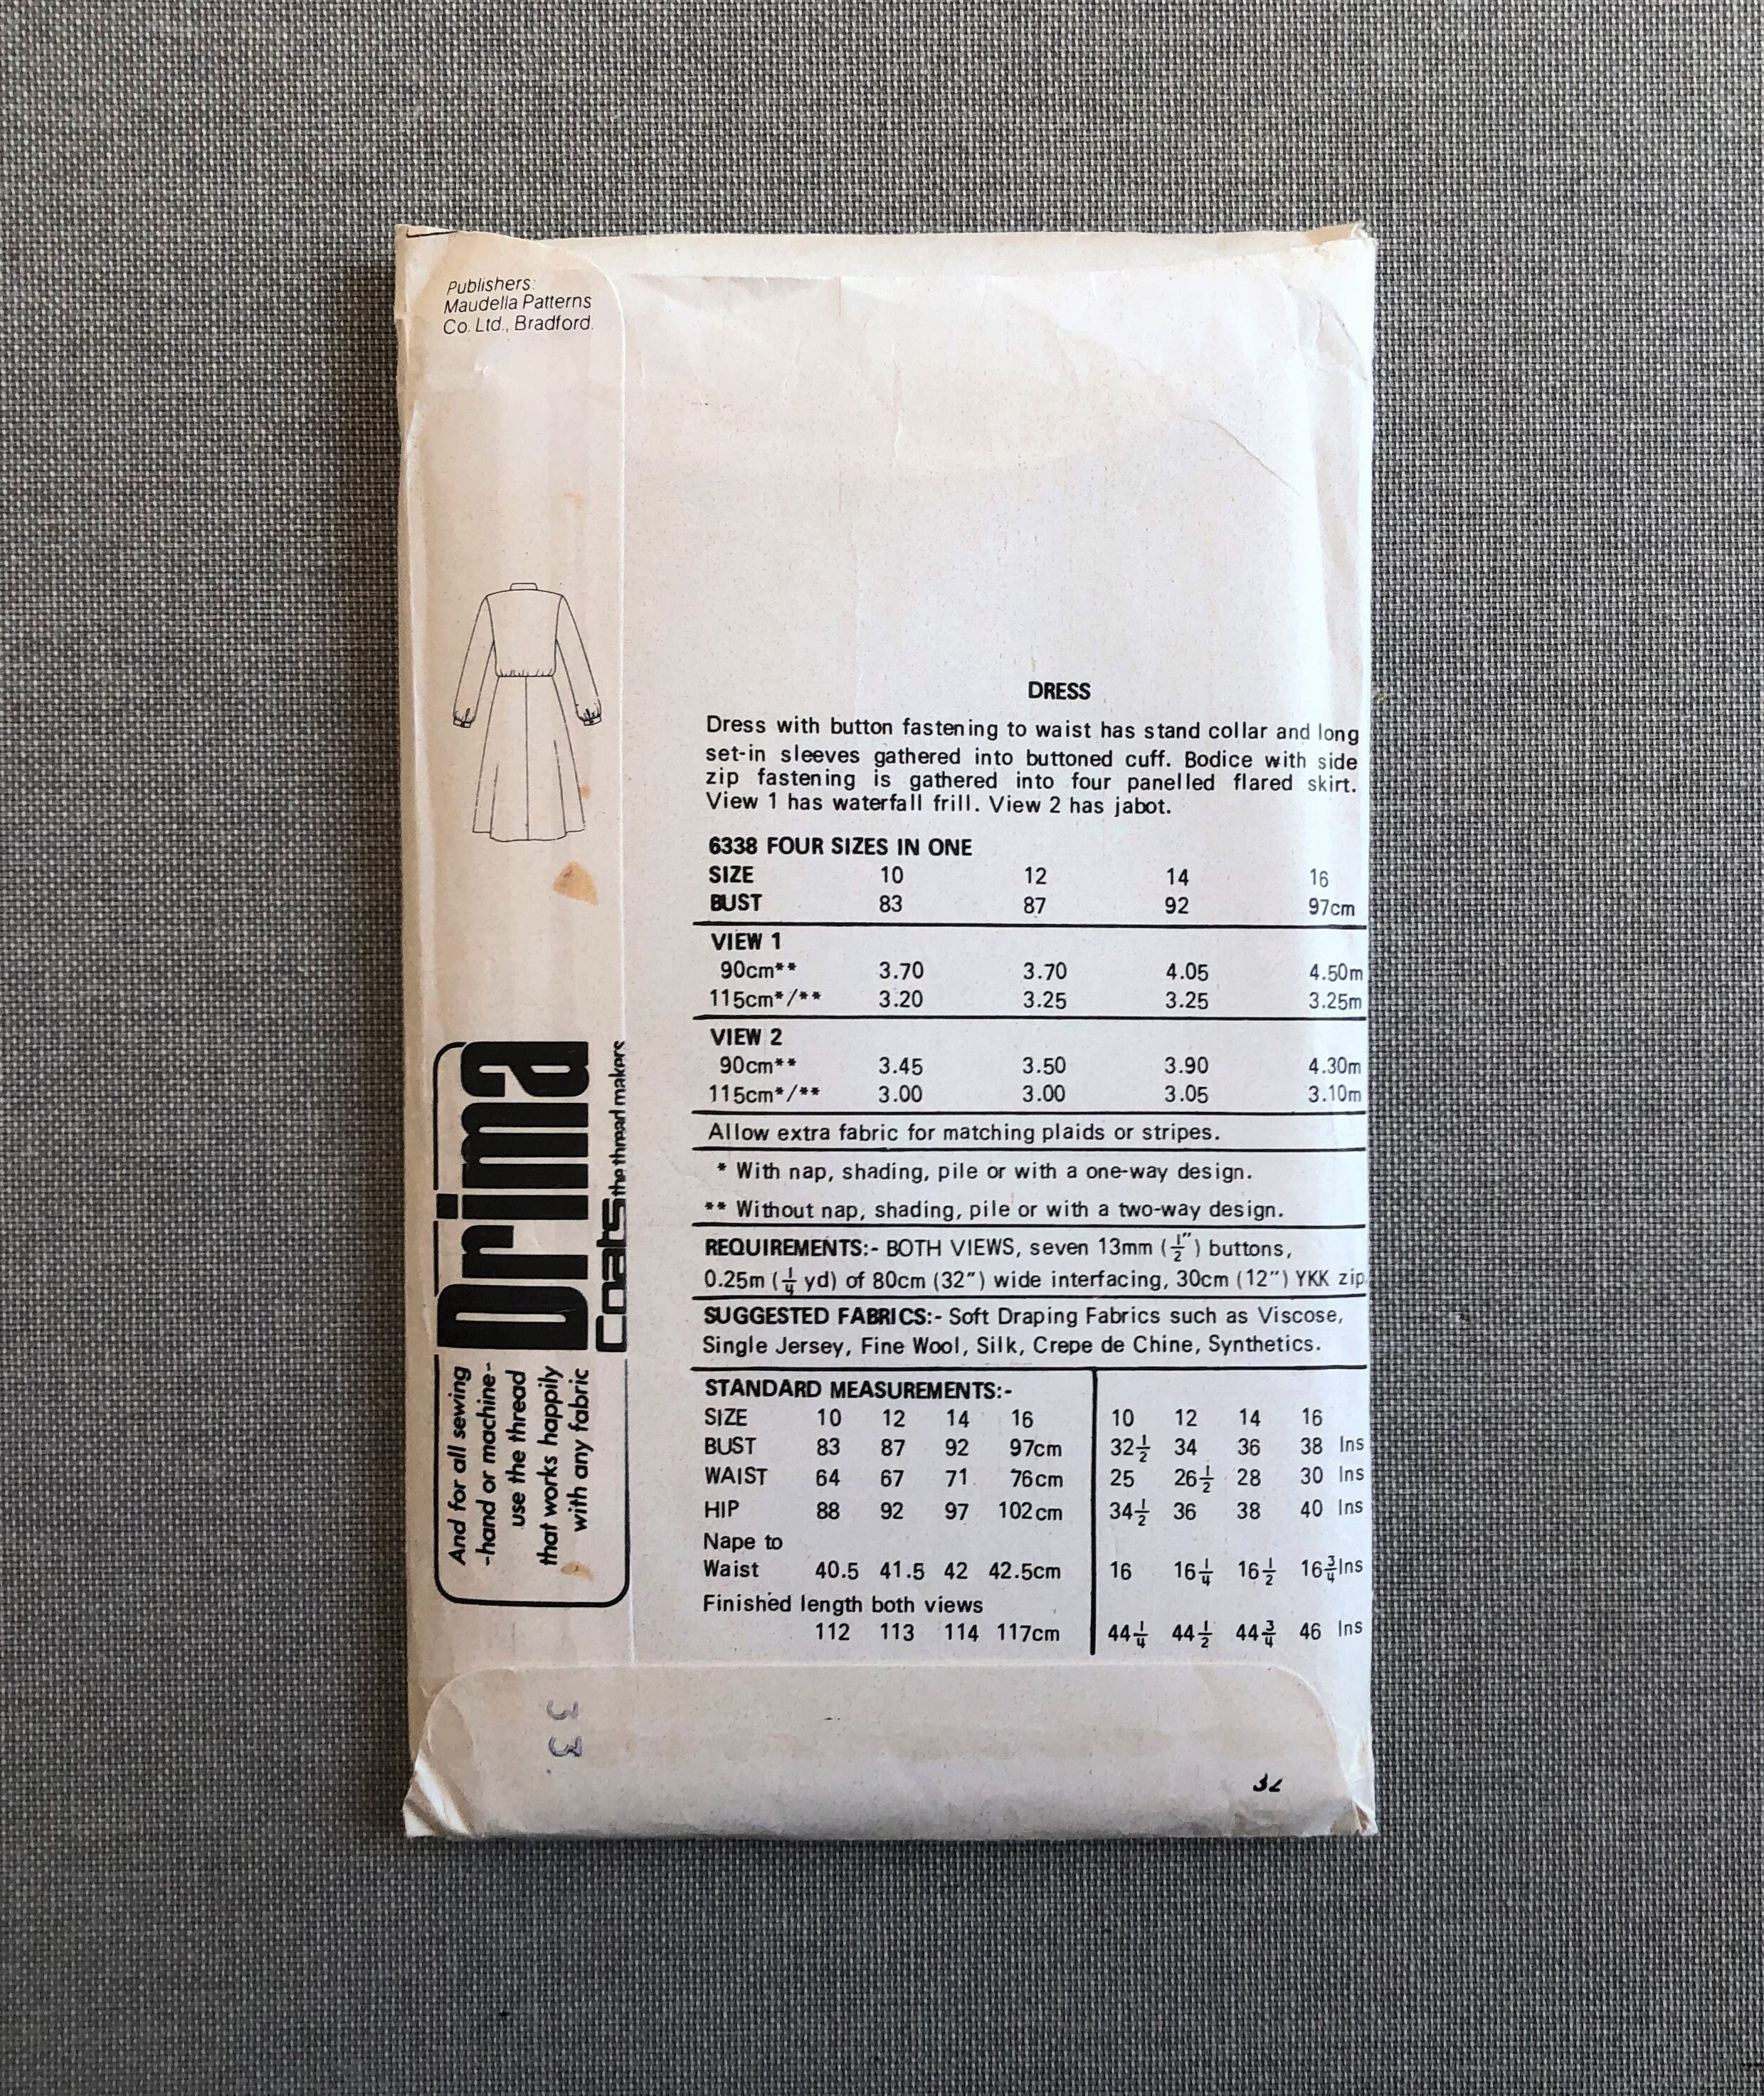 Publishers:
Maudella Patterns
Co. Ltd., Bradford.
DRESS
Dress with button fastening to waist has stand collar and long
set-in sleeves gathered into buttoned cuff. Bodice with side
zip fastening is gathered into four panelled flared skirt.
View 1 has waterfall frill. View 2 has jabot.
6338 FOUR SIZES IN ONE
SIZE 10 12 14 16
BUST 83 87 92 97cm
VIEW 1
90cm** 3.70 3.70 4.05 4.50m
115cm*/** 3.20 3.25 3.25 3.25m
VIEW 2
90cm** 3.45 3.50 3.90 4.30m
115cm*/** 3.00 3.00 3.05 3.10m
Allow extra fabric for matching plaids or stripes.
* With nap, shading, pile or with a one-way design.
** Without nap, shading, pile or with a two-way design.
REQUIREMENTS:- BOTH VIEWS, seven 13mm (½") buttons,
0.25m (¼ yd) of 80cm (32") wide interfacing, 30cm (12") YKK zip.
SUGGESTED FABRICS:- Soft Draping Fabrics such as Viscose,
Single Jersey, Fine Wool, Silk, Crepe de Chine, Synthetics.
STANDARD MEASUREMENTS:-
SIZE 10 12 14 16 10 12 14 16
BUST 83 87 92 97cm 32½ 34 36 38 Ins
WAIST 64 67 71 76cm 25 26½ 28 30 Ins
HIP 88 92 97 102cm 34½ 36 38 40 Ins
Nape to
Waist 40.5 41.5 42 42.5cm 16 16¼ 16½ 16¾ Ins
Finished length both views
112 113 114 117cm 44¼ 44½ 44¾ 46 Ins
Drima
Coats the thread makers
And for all sewing
-hand or machine-
use the thread
that works happily
with any fabric
33